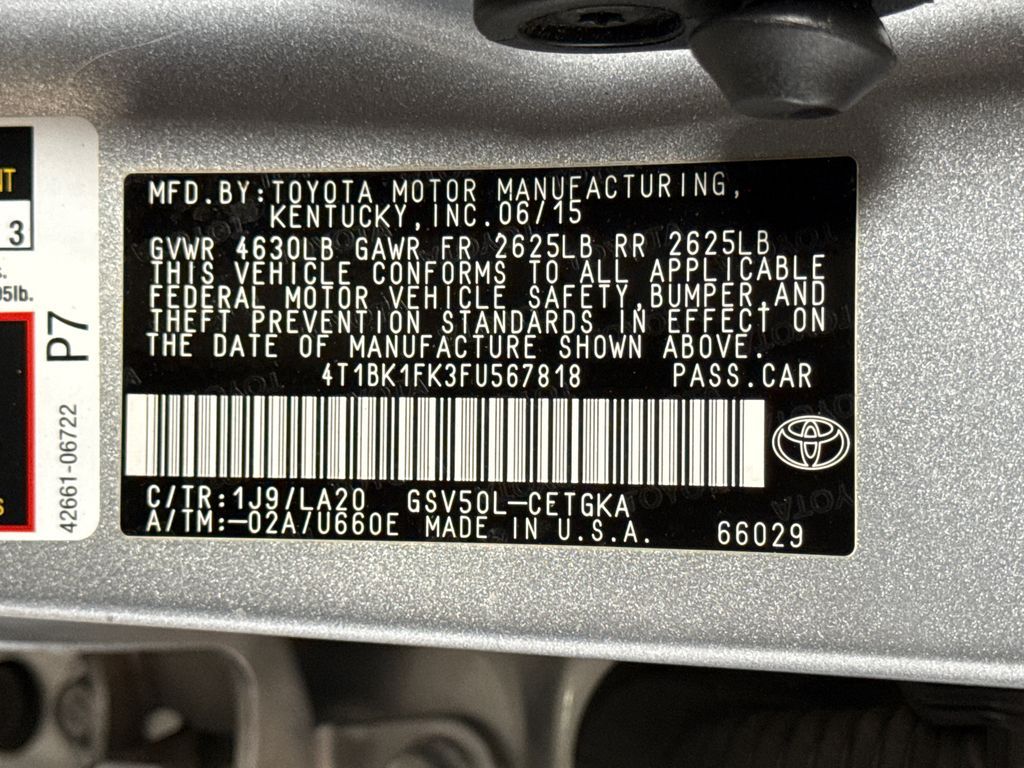 MFD.BY:TOYOTA MOTOR MANUFACTURING,
KENTUCKY,INC.06/15
GVWR 4630LB GAWR FR 2625LB RR 2625LB
THIS VEHICLE CONFORMS TO ALL APPLICABLE
FEDERAL MOTOR VEHICLE SAFETY,BUMPER,AND
THEFT PREVENTION STANDARDS IN EFFECT ON
THE DATE OF MANUFACTURE SHOWN ABOVE.
4T1BK1FK3FU567818 PASS.CAR
C/TR:1J9/LA20 GSV50L-CETGKA
A/TM:-02A/U660E MADE IN U.S.A. 66029
3
P7
42661-06722